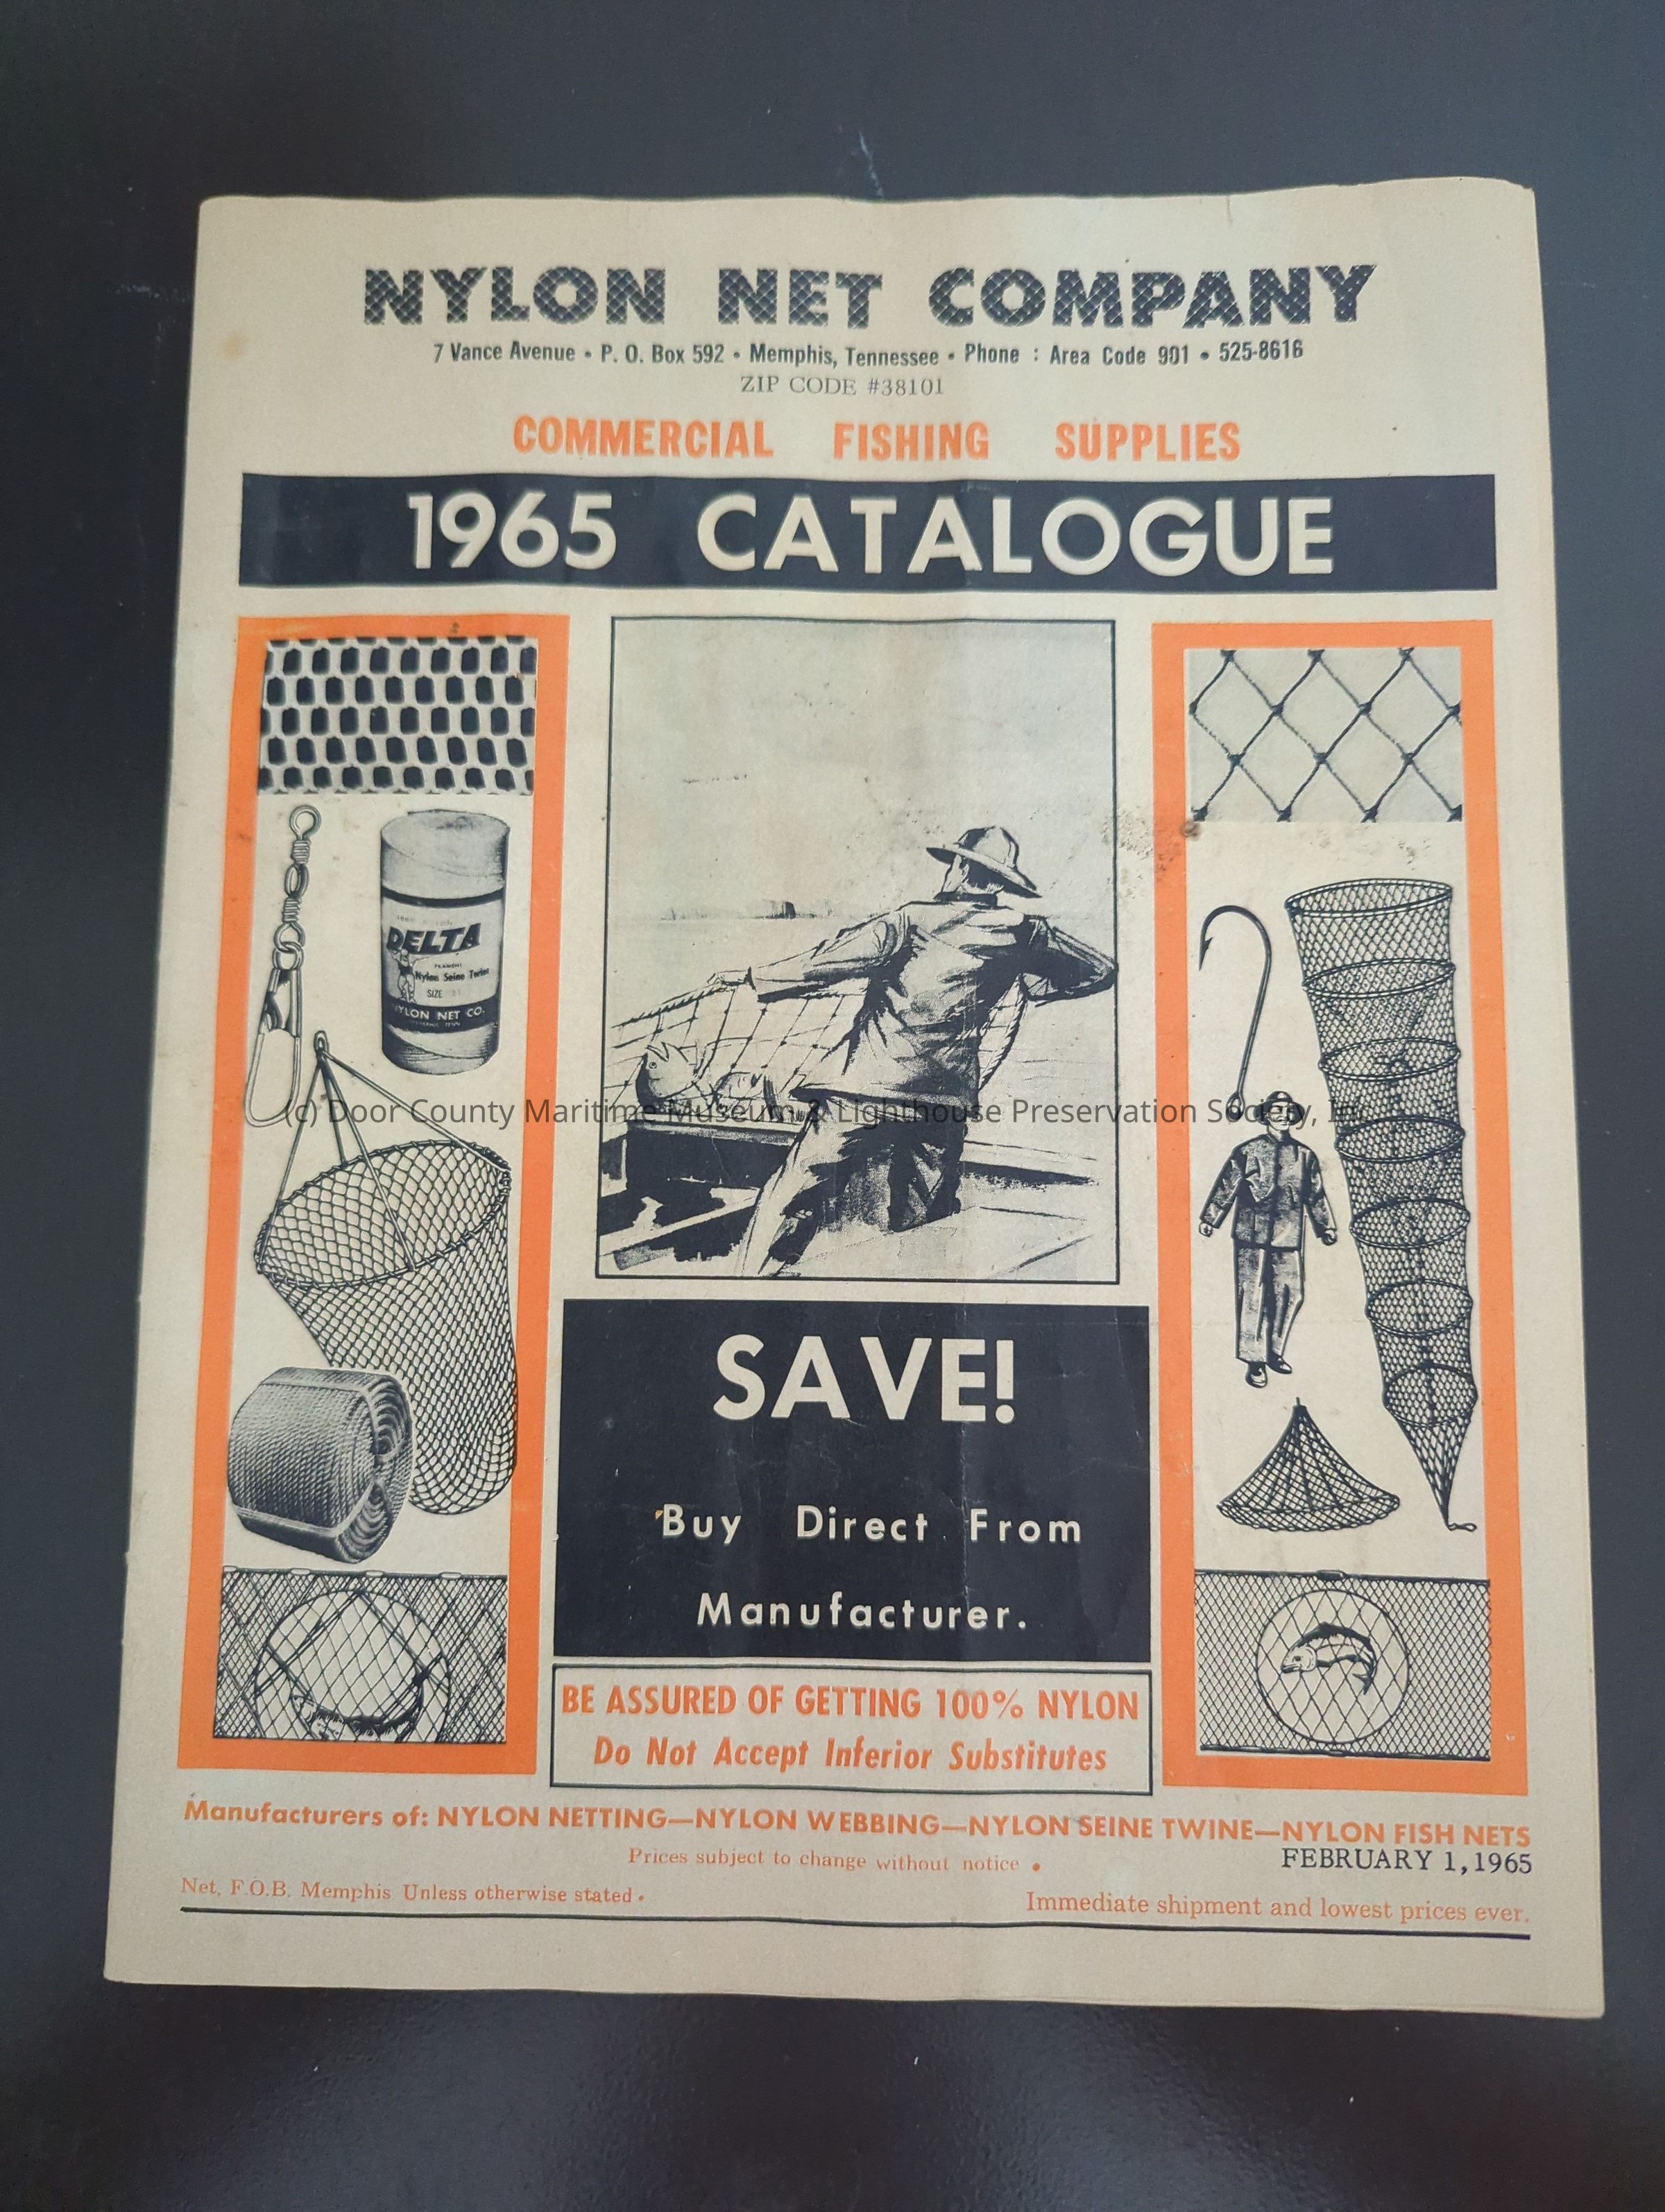 NYLON NET COMPANY
7 Vance Avenue • P. O. Box 592 • Memphis, Tennessee • Phone : Area Code 901 • 525-8616
ZIP CODE #38101
COMMERCIAL FISHING SUPPLIES
1965 CATALOGUE
DELTA
Nylon Seine Twine
SIZE
NYLON NET CO.
(c) Door County Maritime Museum & Lighthouse Preservation Society, Inc
SAVE!
Buy Direct From
Manufacturer.
BE ASSURED OF GETTING 100% NYLON
Do Not Accept Inferior Substitutes
Manufacturers of: NYLON NETTING—NYLON WEBBING—NYLON SEINE TWINE—NYLON FISH NETS
Prices subject to change without notice •
FEBRUARY 1,1965
Net, F.O.B. Memphis Unless otherwise stated •
Immediate shipment and lowest prices ever.